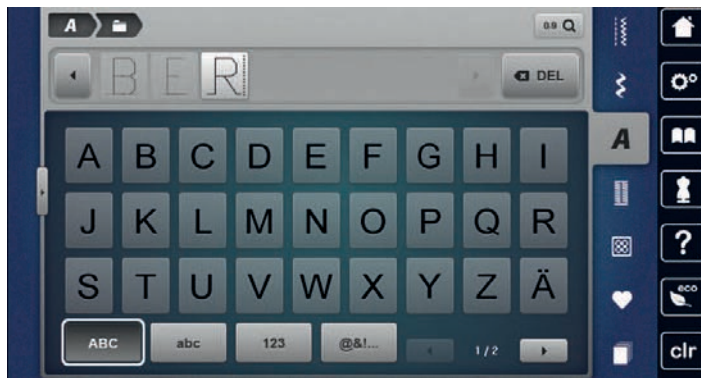 A
0-9
B E R DEL
A B C D E F G H I
A
J K L M N O P Q R
?
S T U V W X Y Z Ä
eco
ABC abc 123 @&!... 1/2
clr